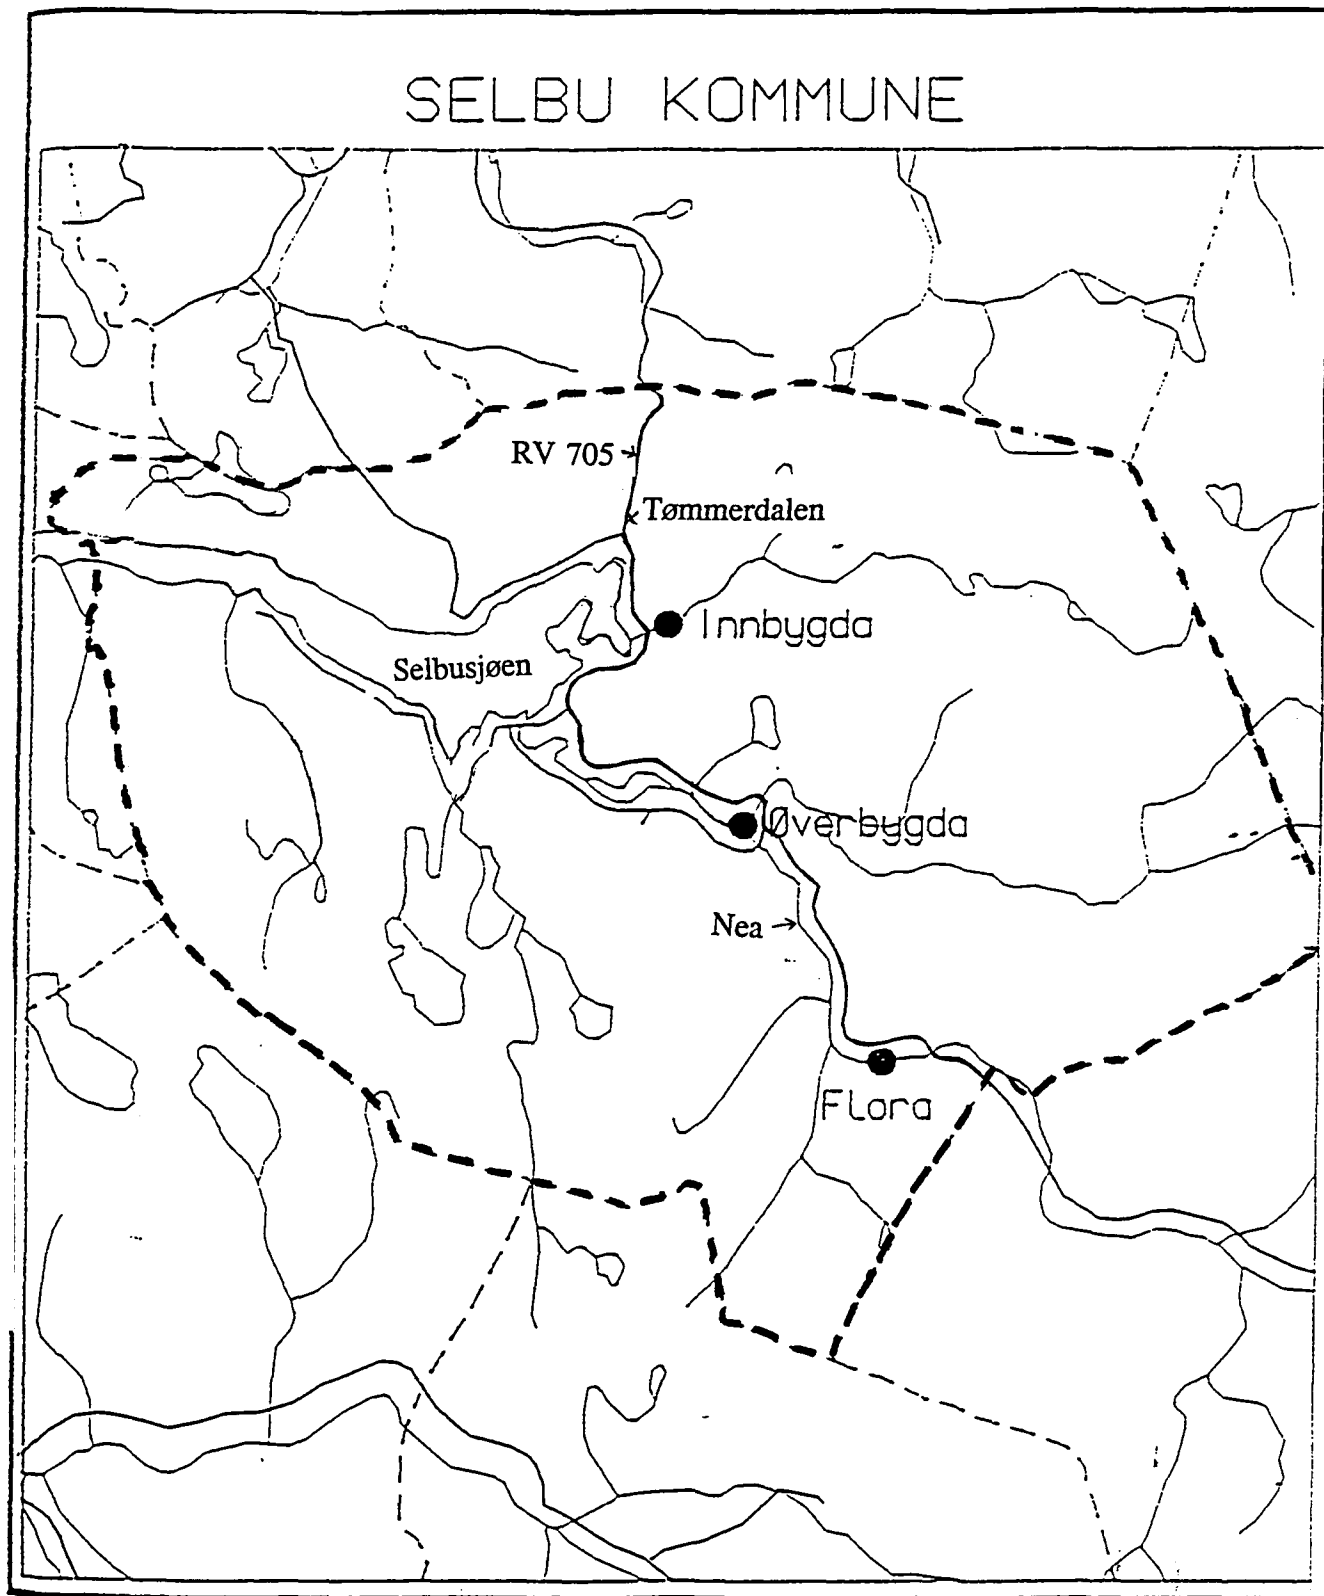 SELBU KOMMUNE
RV 705
Tømmerdalen
Innbygda
Selbusjøen
Øverbygda
Nea
Flora